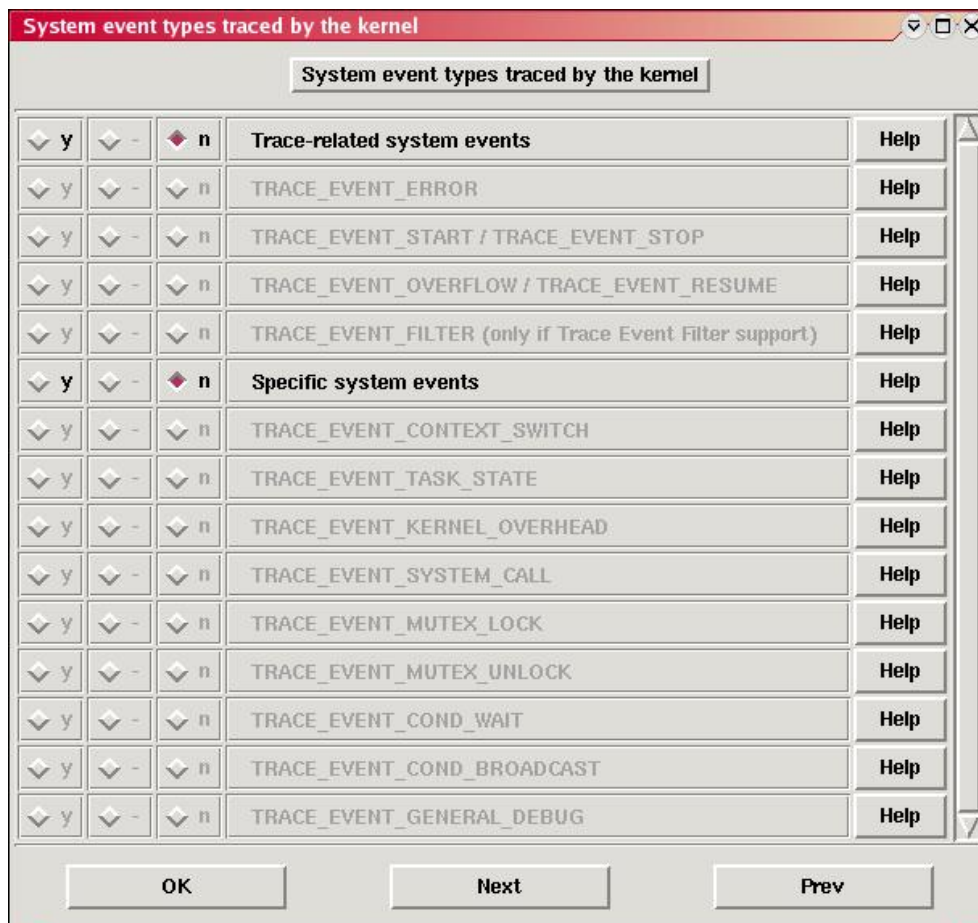 System event types traced by the kernel
System event types traced by the kernel
y - n Trace-related system events Help
y - n TRACE_EVENT_ERROR Help
y - n TRACE_EVENT_START / TRACE_EVENT_STOP Help
y - n TRACE_EVENT_OVERFLOW / TRACE_EVENT_RESUME Help
y - n TRACE_EVENT_FILTER (only if Trace Event Filter support) Help
y - n Specific system events Help
y - n TRACE_EVENT_CONTEXT_SWITCH Help
y - n TRACE_EVENT_TASK_STATE Help
y - n TRACE_EVENT_KERNEL_OVERHEAD Help
y - n TRACE_EVENT_SYSTEM_CALL Help
y - n TRACE_EVENT_MUTEX_LOCK Help
y - n TRACE_EVENT_MUTEX_UNLOCK Help
y - n TRACE_EVENT_COND_WAIT Help
y - n TRACE_EVENT_COND_BROADCAST Help
y - n TRACE_EVENT_GENERAL_DEBUG Help
OK Next Prev